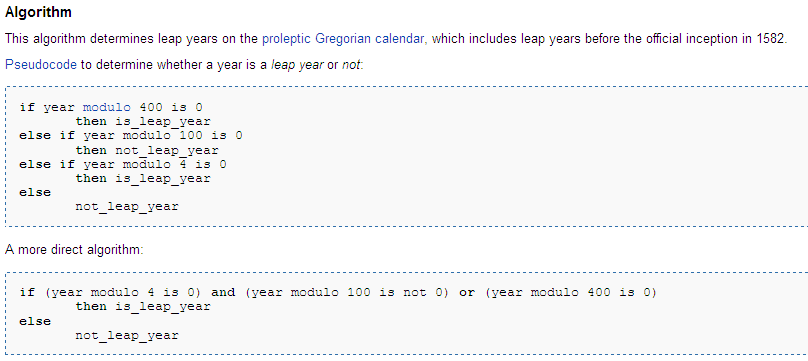 Algorithm
This algorithm determines leap years on the proleptic Gregorian calendar, which includes leap years before the official inception in 1582.
Pseudocode to determine whether a year is a leap year or not:
if year modulo 400 is 0
       then is_leap_year
else if year modulo 100 is 0
       then not_leap_year
else if year modulo 4 is 0
       then is_leap_year
else
       not_leap_year
A more direct algorithm:
if (year modulo 4 is 0) and (year modulo 100 is not 0) or (year modulo 400 is 0)
       then is_leap_year
else
       not_leap_year